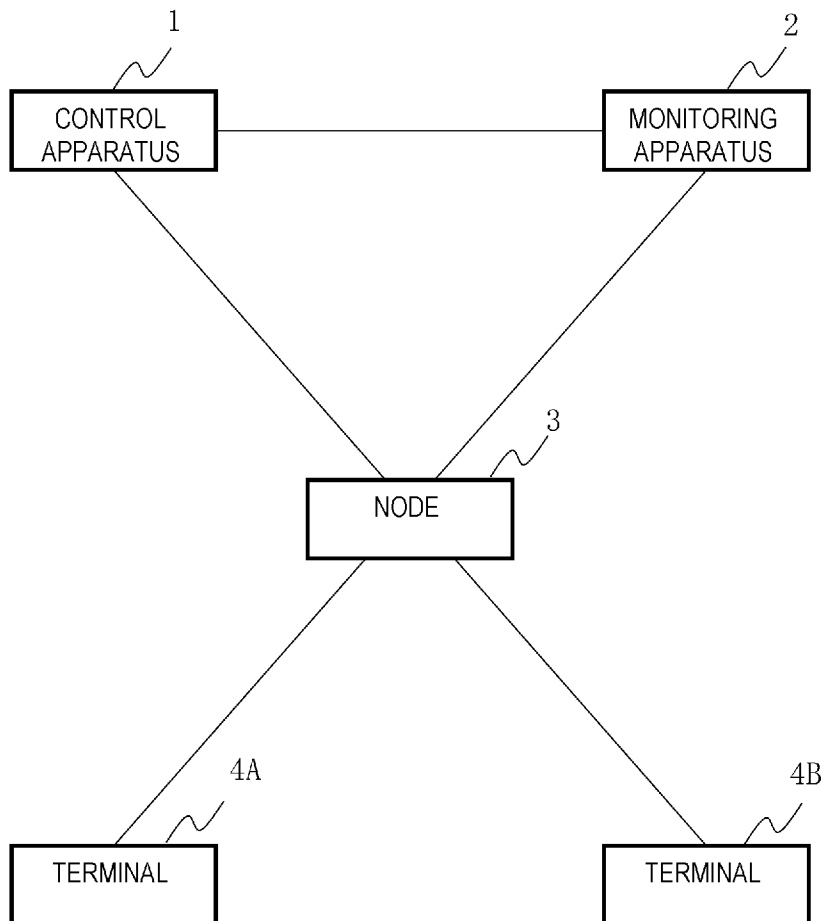 1
2
CONTROL
APPARATUS
MONITORING
APPARATUS
3
NODE
4A
4B
TERMINAL
TERMINAL